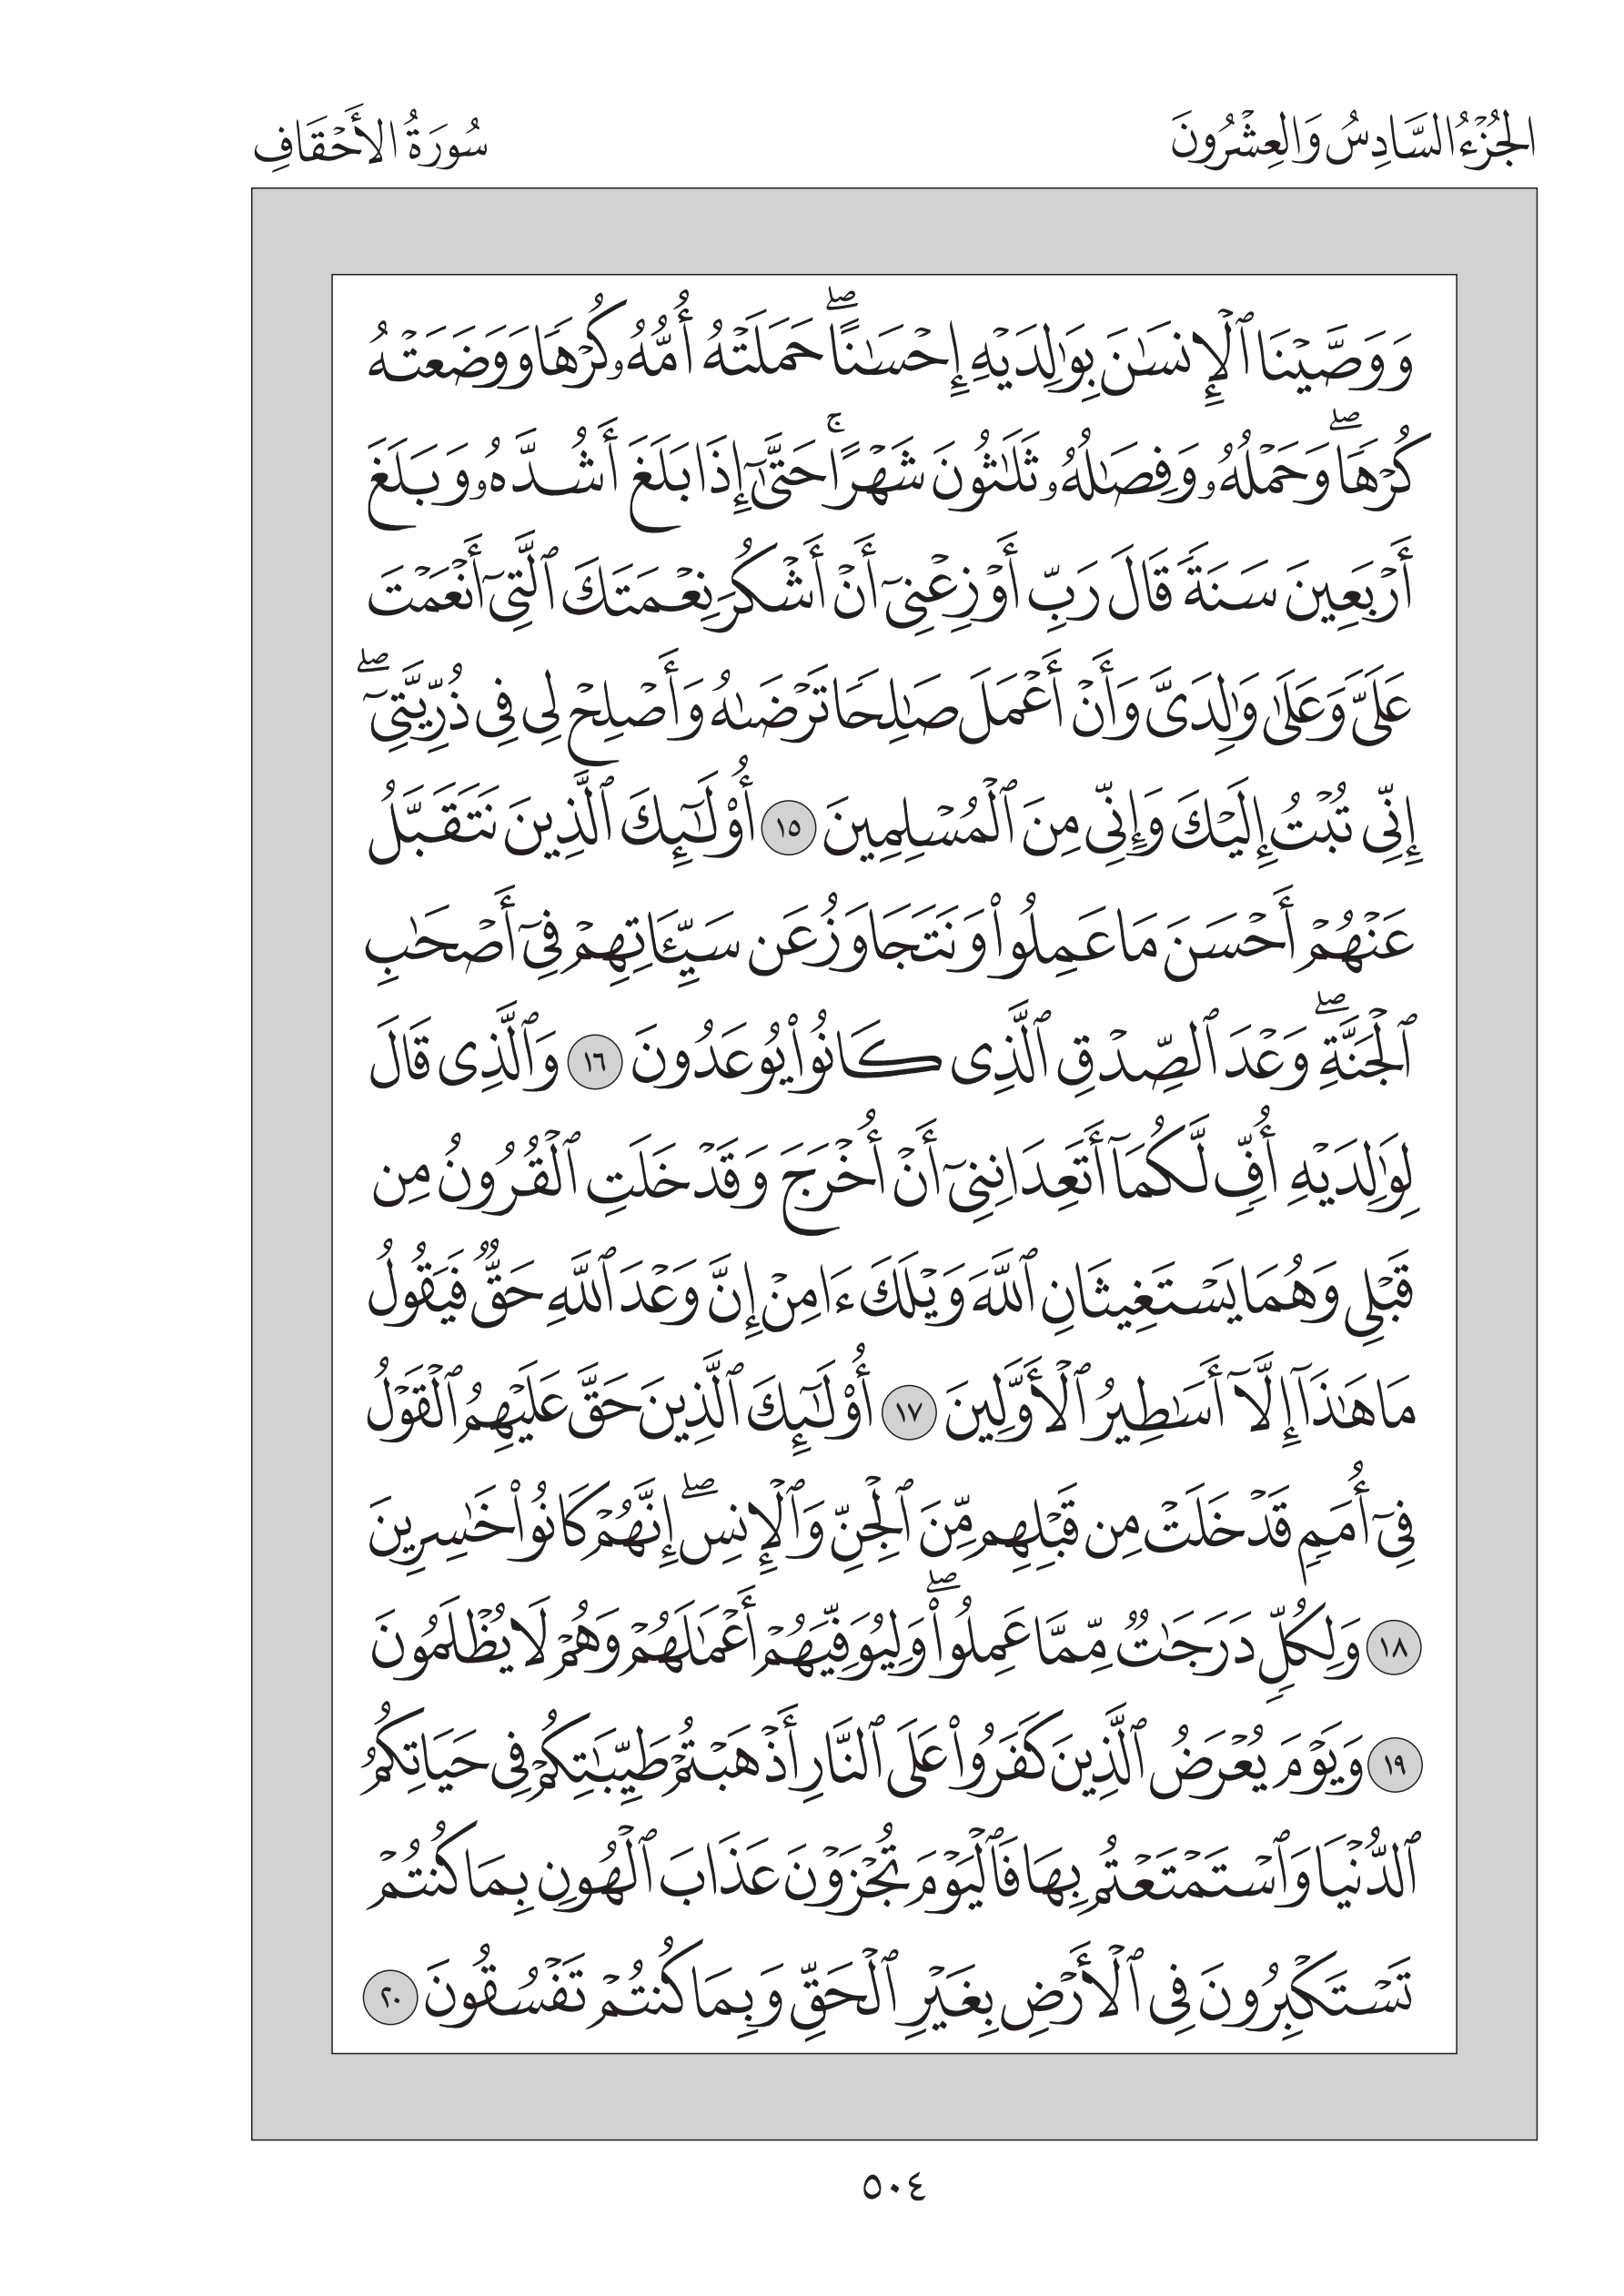 الجُزْءُ السَّادِسُ وَالعِشْرُونَ
سُورَةُ الأَحْقَافِ
وَوَصَّيْنَا ٱلْإِنسَٰنَ بِوَٰلِدَيْهِ إِحْسَٰنًا ۖ حَمَلَتْهُ أُمُّهُۥ كُرْهًا وَوَضَعَتْهُ
كُرْهًا ۖ وَحَمْلُهُۥ وَفِصَٰلُهُۥ ثَلَٰثُونَ شَهْرًا ۚ حَتَّىٰٓ إِذَا بَلَغَ أَشُدَّهُۥ وَبَلَغَ
أَرْبَعِينَ سَنَةً قَالَ رَبِّ أَوْزِعْنِىٓ أَنْ أَشْكُرَ نِعْمَتَكَ ٱلَّتِىٓ أَنْعَمْتَ
عَلَىَّ وَعَلَىٰ وَٰلِدَىَّ وَأَنْ أَعْمَلَ صَٰلِحًا تَرْضَىٰهُ وَأَصْلِحْ لِى فِى ذُرِّيَّتِىٓ ۖ
إِنِّى تُبْتُ إِلَيْكَ وَإِنِّى مِنَ ٱلْمُسْلِمِينَ ١٥ أُو۟لَٰٓئِكَ ٱلَّذِينَ نَتَقَبَّلُ
عَنْهُمْ أَحْسَنَ مَا عَمِلُوا۟ وَنَتَجَاوَزُ عَن سَيِّـَٔاتِهِمْ فِىٓ أَصْحَٰبِ
ٱلْجَنَّةِ ۖ وَعْدَ ٱلصِّدْقِ ٱلَّذِى كَانُوا۟ يُوعَدُونَ ١٦ وَٱلَّذِى قَالَ
لِوَٰلِدَيْهِ أُفٍّ لَّكُمَآ أَتَعِدَانِنِىٓ أَنْ أُخْرَجَ وَقَدْ خَلَتِ ٱلْقُرُونُ مِن
قَبْلِى وَهُمَا يَسْتَغِيثَانِ ٱللَّهَ وَيْلَكَ ءَامِنْ إِنَّ وَعْدَ ٱللَّهِ حَقٌّ فَيَقُولُ
مَا هَٰذَآ إِلَّآ أَسَٰطِيرُ ٱلْأَوَّلِينَ ١٧ أُو۟لَٰٓئِكَ ٱلَّذِينَ حَقَّ عَلَيْهِمُ ٱلْقَوْلُ
فِىٓ أُمَمٍ قَدْ خَلَتْ مِن قَبْلِهِم مِّنَ ٱلْجِنِّ وَٱلْإِنسِ ۖ إِنَّهُمْ كَانُوا۟ خَٰسِرِينَ
١٨ وَلِكُلٍّ دَرَجَٰتٌ مِّمَّا عَمِلُوا۟ ۖ وَلِيُوَفِّيَهُمْ أَعْمَٰلَهُمْ وَهُمْ لَا يُظْلَمُونَ
١٩ وَيَوْمَ يُعْرَضُ ٱلَّذِينَ كَفَرُوا۟ عَلَى ٱلنَّارِ أَذْهَبْتُمْ طَيِّبَٰتِكُمْ فِى حَيَاتِكُمُ
ٱلدُّنْيَا وَٱسْتَمْتَعْتُم بِهَا فَٱلْيَوْمَ تُجْزَوْنَ عَذَابَ ٱلْهُونِ بِمَا كُنتُمْ
تَسْتَكْبِرُونَ فِى ٱلْأَرْضِ بِغَيْرِ ٱلْحَقِّ وَبِمَا كُنتُمْ تَفْسُقُونَ ٢٠
٥٠٤